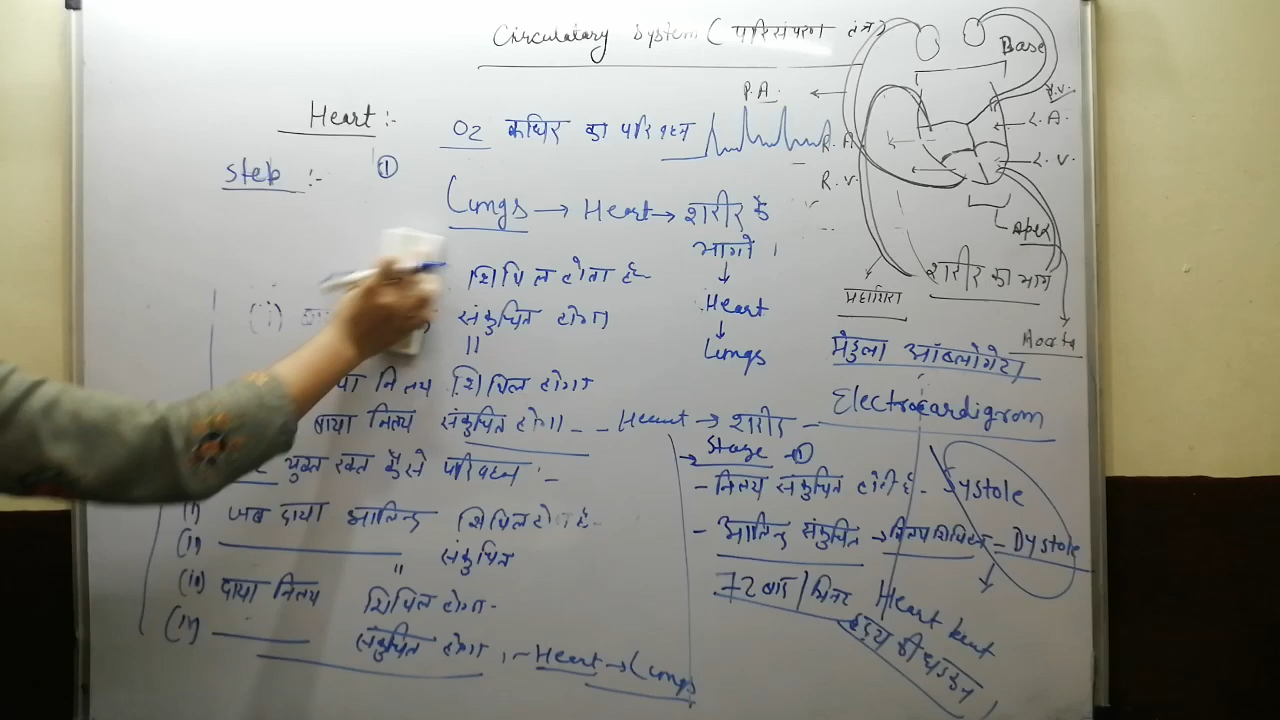 Circulatory System ( परिसंचरण तंत्र )
Heart :-
O2 रूधिर का परिवहन
step :- ①
Lungs → Heart → शरीर के
भागों ।
↓
Heart
↓
Lungs
शिथिल होता है
(i)
संकुचित होगा
"
या निलय शिथिल होगा
बाया निलय संकुचित होगा - - Heart → शरीर -
युक्त रक्त कैसे परिवहन :-
(i) जब दाया आलिन्द शिथिल होता है-
(ii) " संकुचित
(iii) दाया निलय शिथिल होगा-
(iv) संकुचित होगा :- Heart → Lungs
P.A.
R. A.
R. V.
Base
P.V.
L. A.
L. V.
Apex
शरीर का भाग
महाशिरा
Aorta
मेडुला ऑब्लोंगेटा
Electrocardigrom
→ Stage - ①
- निलय संकुचित होती है - Systole
- आलिन्द संकुचित → निलय शिथिल - Dystole
72 बार / मिनट Heart beat
हृदय की धड़कन